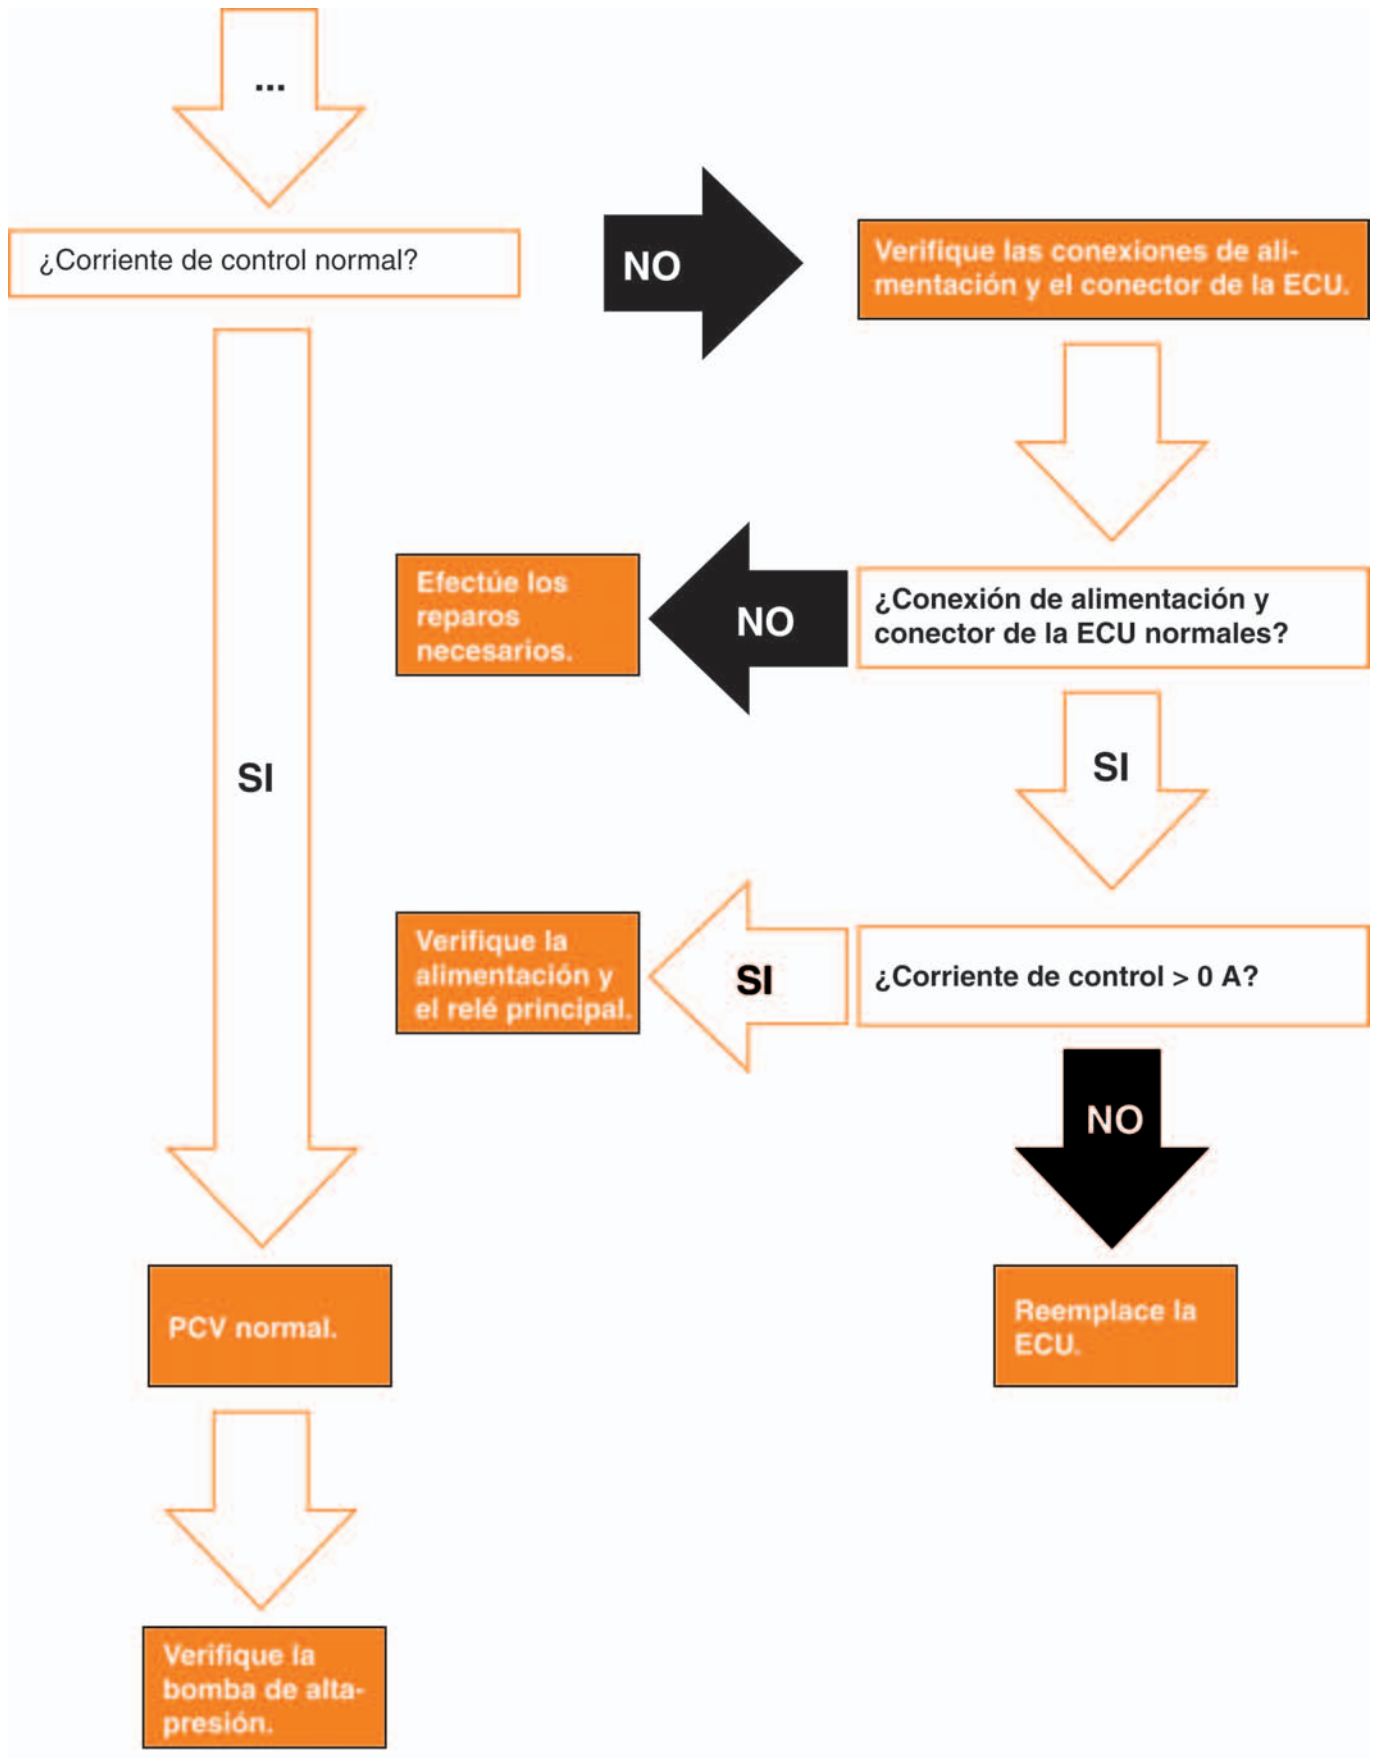 ...
¿Corriente de control normal?
NO
Verifique las conexiones de ali-
mentación y el conector de la ECU.
Efectúe los
reparos
necesarios.
NO
¿Conexión de alimentación y
conector de la ECU normales?
SI
SI
Verifique la
alimentación y
el relé principal.
SI
¿Corriente de control > 0 A?
NO
PCV normal.
Reemplace la
ECU.
Verifique la
bomba de alta-
presión.